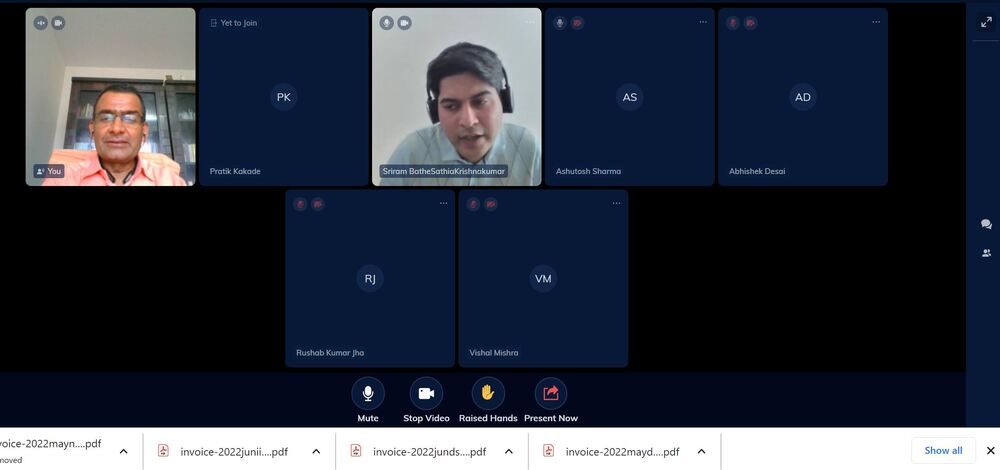 Yet to Join
PK
AS
AD
You
Pratik Kakade
Sriram BatheSathiaKrishnakumar
Ashutosh Sharma
Abhishek Desai
RJ
VM
Rushab Kumar Jha
Vishal Mishra
Mute
Stop Video
Raised Hands
Present Now
voice-2022mayn....pdf
moved
invoice-2022junii....pdf
invoice-2022junds....pdf
invoice-2022mayd....pdf
Show all